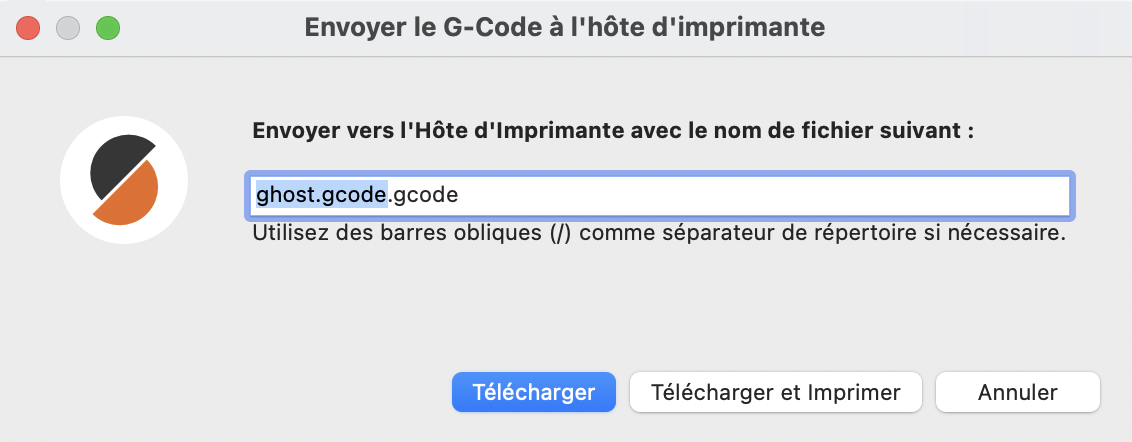 Envoyer le G-Code à l'hôte d'imprimante
Envoyer vers l'Hôte d'Imprimante avec le nom de fichier suivant :
ghost.gcode.gcode
Utilisez des barres obliques (/) comme séparateur de répertoire si nécessaire.
Télécharger
Télécharger et Imprimer
Annuler